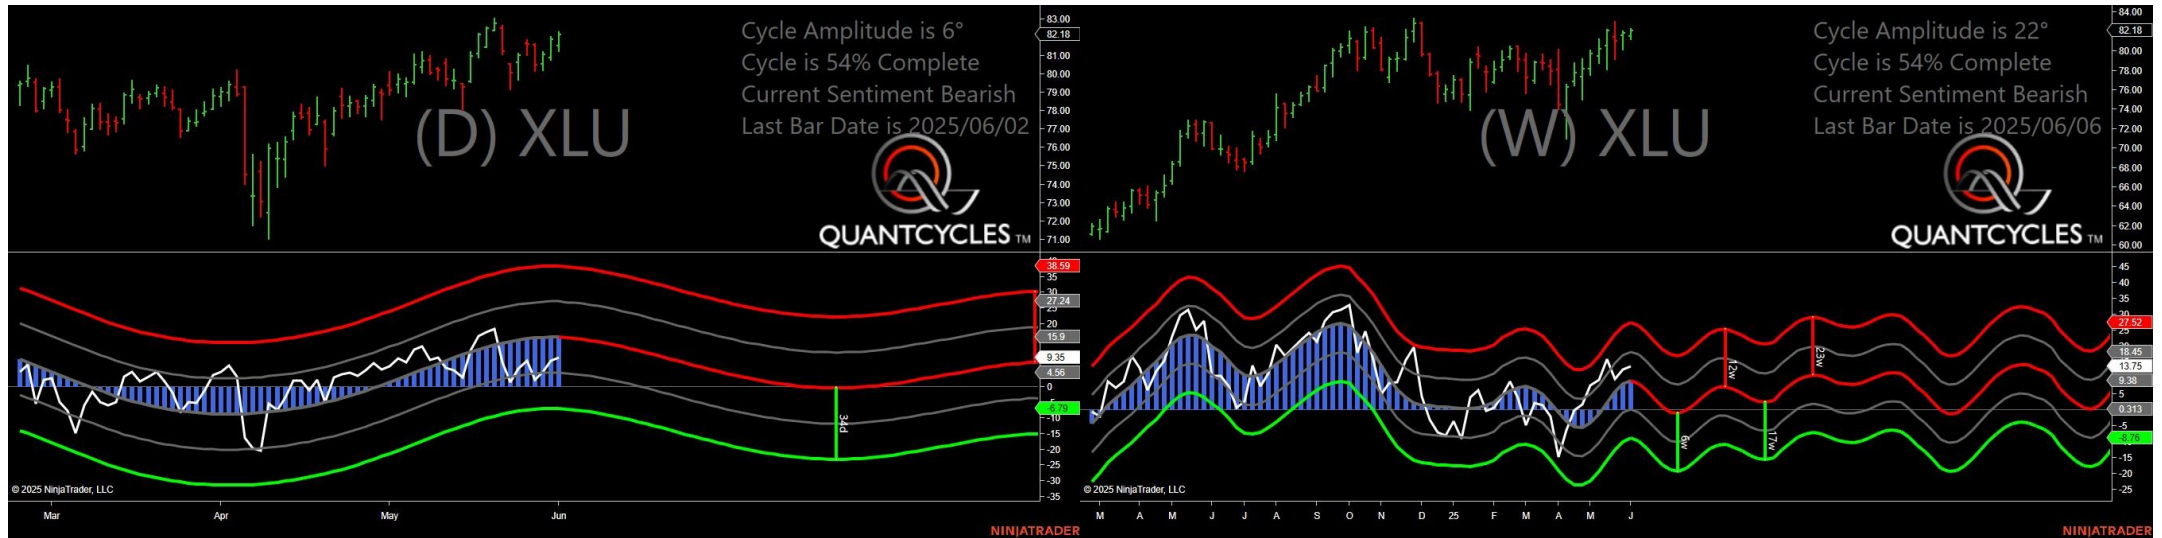 Cycle Amplitude is 6°
Cycle is 54% Complete
Current Sentiment Bearish
Last Bar Date is 2025/06/02
(D) XLU
QUANTCYCLES TM
83.00
82.18
81.00
80.00
79.00
78.00
77.00
76.00
75.00
74.00
73.00
72.00
71.00
38.59
35
30
27.24
25
20
15.9
9.35
4.56
0
-6.79
-10
-15
-20
-25
-30
-35
34d
© 2025 NinjaTrader, LLC
Mar Apr May Jun
NINJATRADER
Cycle Amplitude is 22°
Cycle is 54% Complete
Current Sentiment Bearish
Last Bar Date is 2025/06/06
(W) XLU
QUANTCYCLES TM
84.00
82.18
80.00
78.00
76.00
74.00
72.00
70.00
68.00
66.00
64.00
62.00
60.00
45
40
35
30
27.52
18.45
13.75
9.38
5
0.313
-8.76
-15
-20
-25
12w
23w
6w
17w
© 2025 NinjaTrader, LLC
M A M J J A S O N D 25 F M A M J
NINJATRADER